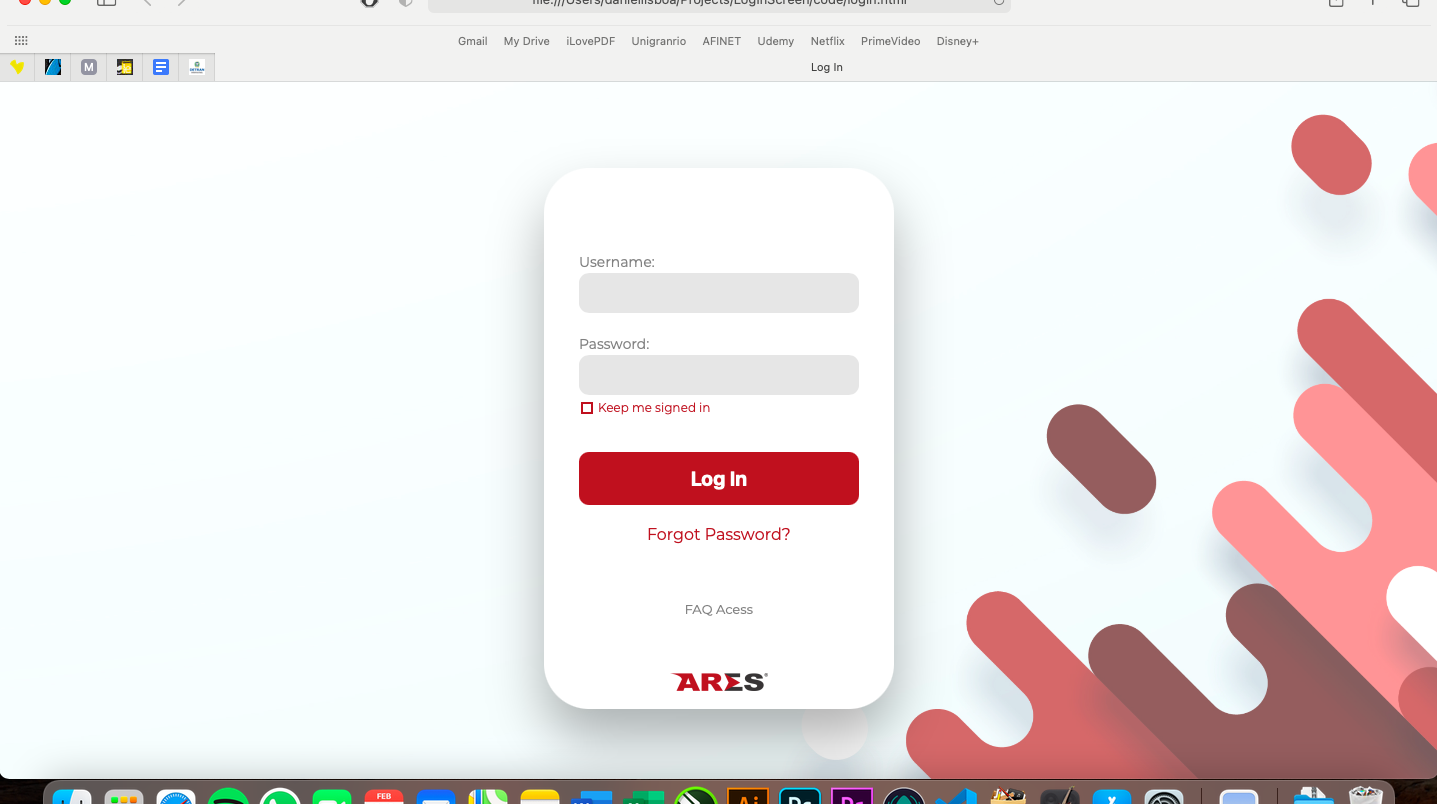 file:///Users/daniellisboa/Projects/LoginScreen/code/login.html
Gmail My Drive iLovePDF Unigranrio AFINET Udemy Netflix PrimeVideo Disney+
M
Log In
Username:
Password:
Keep me signed in
Log In
Forgot Password?
FAQ Acess
ARES
FEB
Ai